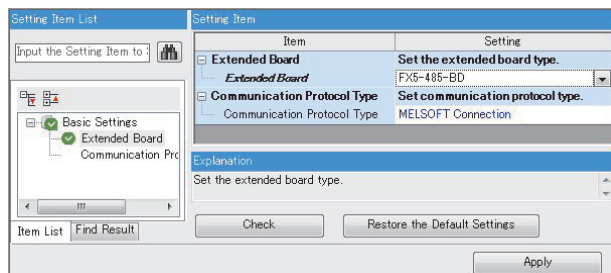 Setting Item List
Input the Setting Item to
Basic Settings
Extended Board
Communication Pro
Item List
Find Result
Setting Item
Item Setting
Extended Board Set the extended board type.
Extended Board FX5-485-BD
Communication Protocol Type Set communication protocol type.
Communication Protocol Type MELSOFT Connection
Explanation
Set the extended board type.
Check
Restore the Default Settings
Apply